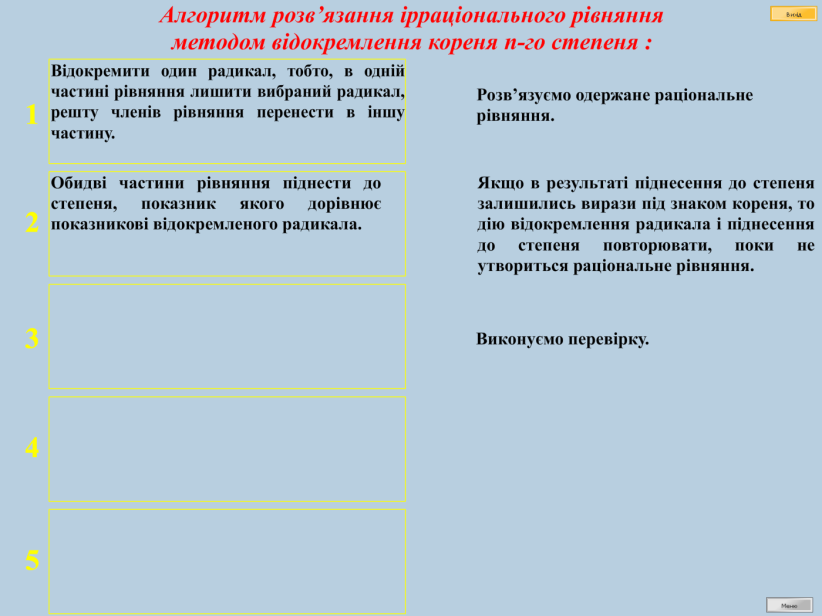 Алгоритм розв’язання ірраціонального рівняння
методом відокремлення кореня n-го степеня :
Вихід
1
Відокремити один радикал, тобто, в одній
частині рівняння лишити вибраний радикал,
решту членів рівняння перенести в іншу
частину.
Розв’язуємо одержане раціональне
рівняння.
2
Обидві частини рівняння піднести до
степеня, показник якого дорівнює
показникові відокремленого радикала.
Якщо в результаті піднесення до степеня
залишились вирази під знаком кореня, то
дію відокремлення радикала і піднесення
до степеня повторювати, поки не
утвориться раціональне рівняння.
3
Виконуємо перевірку.
4
5
Меню